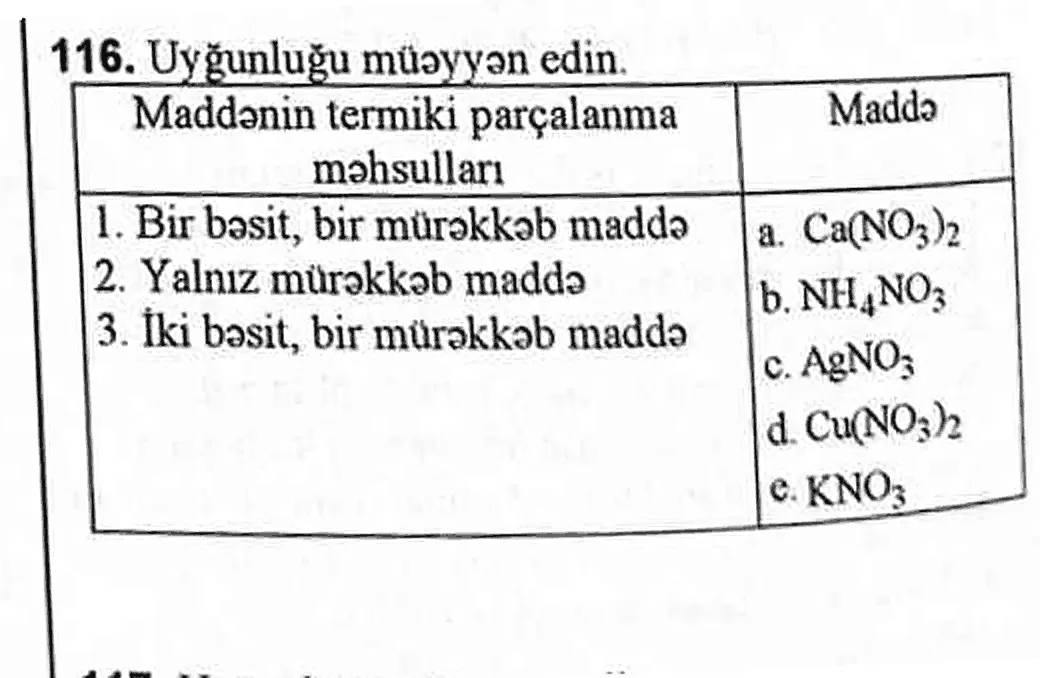 116. Uyğunluğu müəyyən edin.
Maddənin termiki parçalanma
məhsulları
Maddə
1. Bir bəsit, bir mürəkkəb maddə
2. Yalnız mürəkkəb maddə
3. İki bəsit, bir mürəkkəb maddə
a. Ca(NO₃)₂
b. NH₄NO₃
c. AgNO₃
d. Cu(NO₃)₂
e. KNO₃